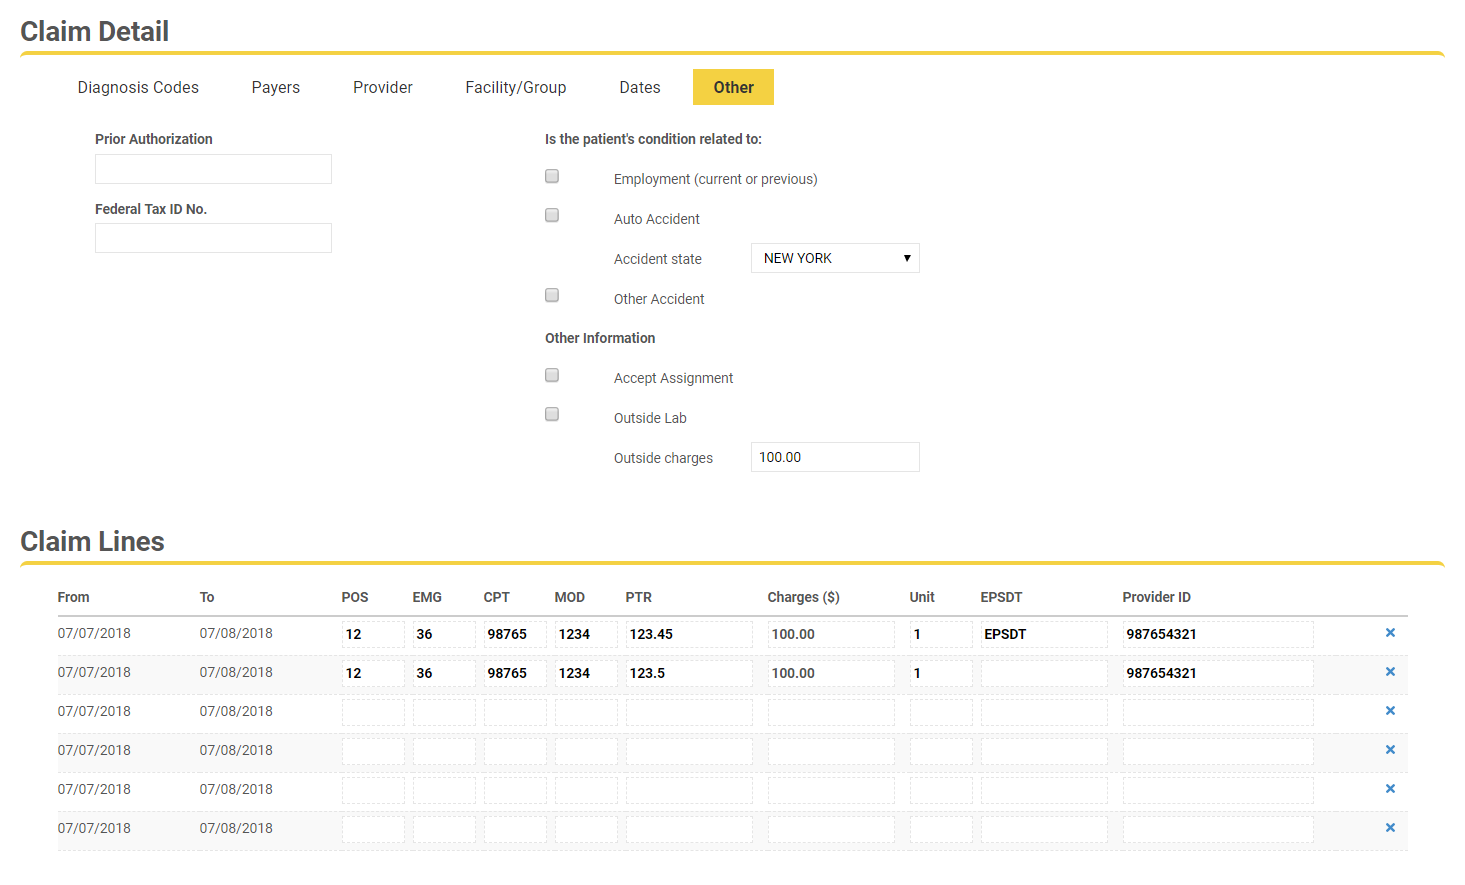 Claim Detail
Diagnosis Codes Payers Provider Facility/Group Dates Other
Prior Authorization
Federal Tax ID No.
Is the patient's condition related to:
Employment (current or previous)
Auto Accident
Accident state NEW YORK
Other Accident
Other Information
Accept Assignment
Outside Lab
Outside charges 100.00
Claim Lines
From To POS EMG CPT MOD PTR Charges ($) Unit EPSDT Provider ID
07/07/2018 07/08/2018 12 36 98765 1234 123.45 100.00 1 EPSDT 987654321
07/07/2018 07/08/2018 12 36 98765 1234 123.5 100.00 1 987654321
07/07/2018 07/08/2018
07/07/2018 07/08/2018
07/07/2018 07/08/2018
07/07/2018 07/08/2018